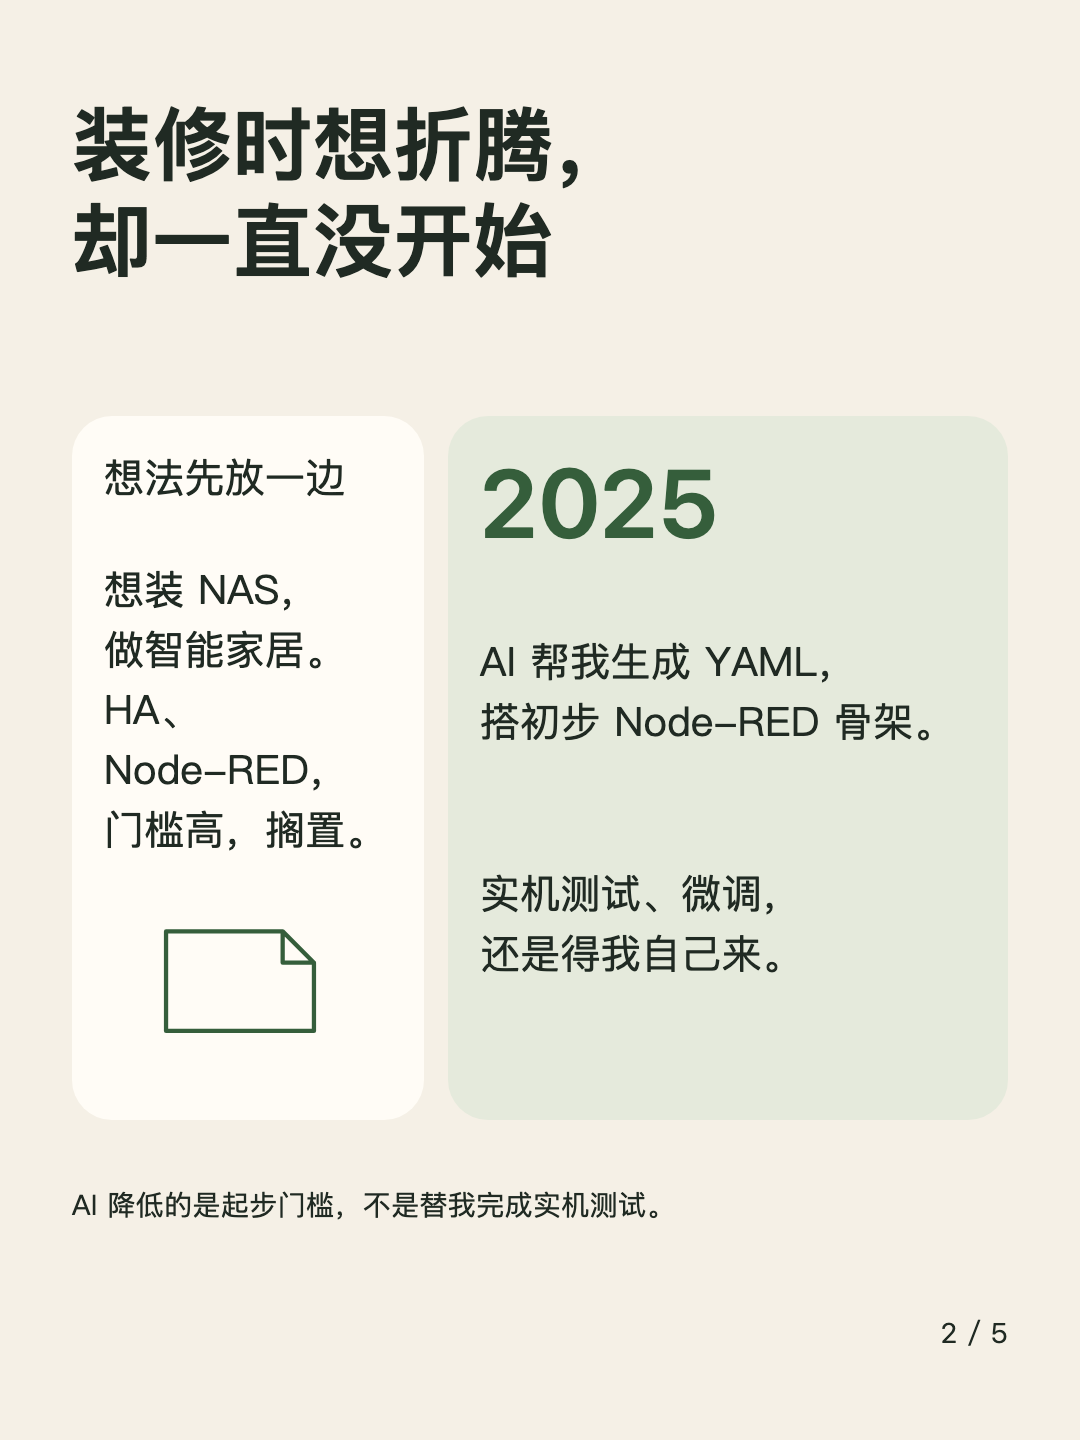 装修时想折腾，
却一直没开始
想法先放一边
想装 NAS，
做智能家居。
HA、
Node-RED，
门槛高，搁置。
2025
AI 帮我生成 YAML，
搭初步 Node-RED 骨架。
实机测试、微调，
还是得我自己来。
AI 降低的是起步门槛，不是替我完成实机测试。
2 / 5